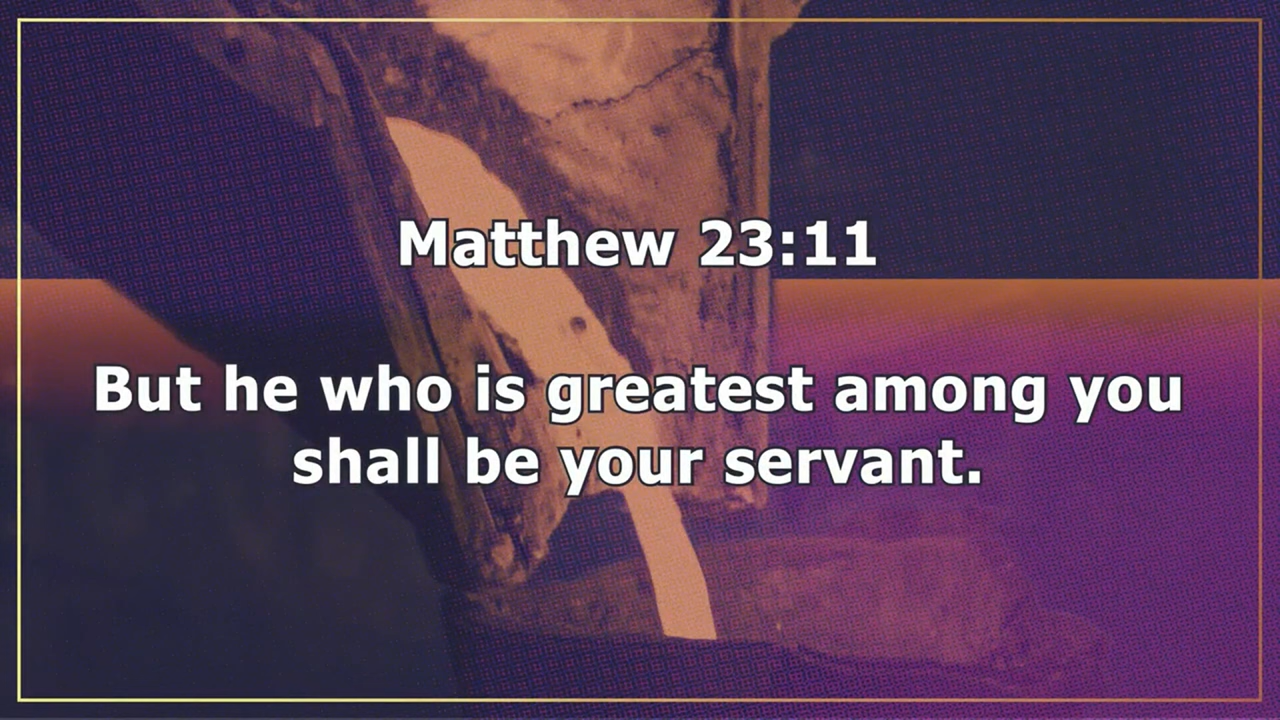 Matthew 23:11
But he who is greatest among you
shall be your servant.